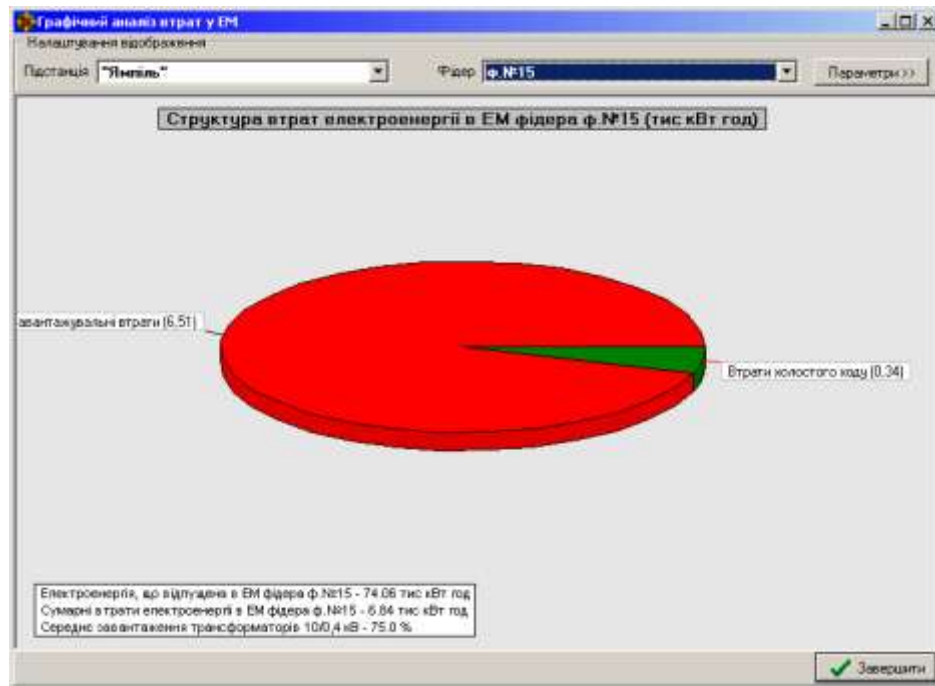 Графічний аналіз втрат у ЕМ
Налаштування відображення
Підстанція "Ямпіль" Фідер ф.№15 Параметри >>
Структура втрат електроенергії в ЕМ фідера ф.№15 (тис кВт год)
авантажувальні втрати (6,51)
Втрати холостого ходу (0,34)
Електроенергія, що відпущена в ЕМ фідера ф.№15 - 74.06 тис кВт год
Сумарні втрати електроенергії в ЕМ фідера ф.№15 - 6.84 тис кВт год
Середнє завантаження трансформаторів 10/0,4 кВ - 75.0 %
Завершити